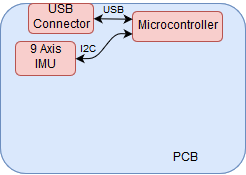 USB
Connector
USB
Microcontroller
9 Axis
IMU
I2C
PCB